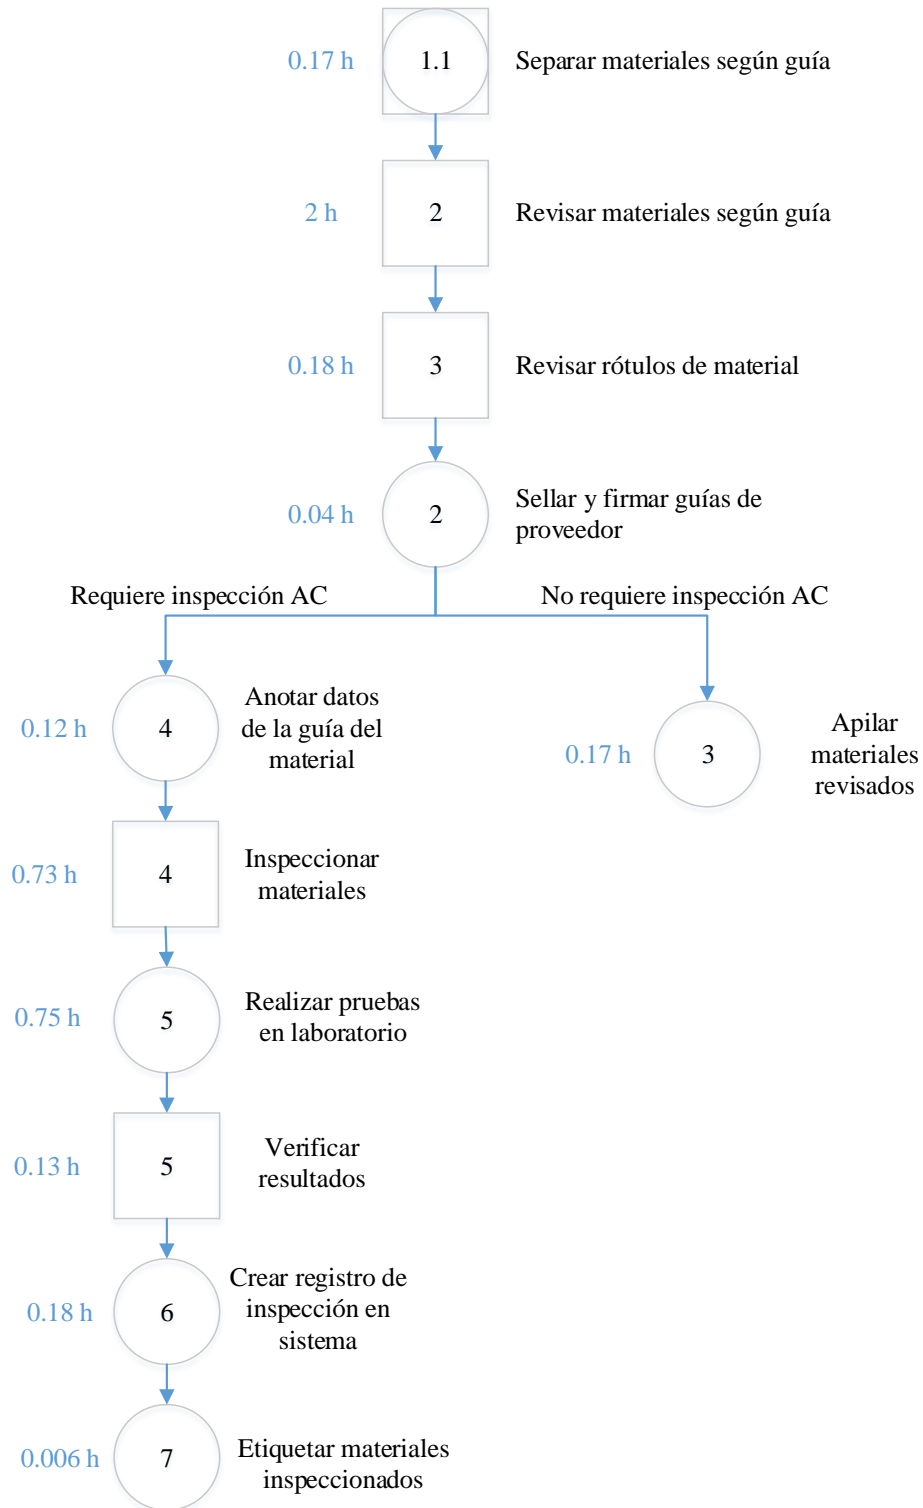 0.17 h
1.1
Separar materiales según guía
2 h
2
Revisar materiales según guía
0.18 h
3
Revisar rótulos de material
0.04 h
2
Sellar y firmar guías de
proveedor
Requiere inspección AC
No requiere inspección AC
0.12 h
4
Anotar datos
de la guía del
material
0.17 h
3
Apilar
materiales
revisados
0.73 h
4
Inspeccionar
materiales
0.75 h
5
Realizar pruebas
en laboratorio
0.13 h
5
Verificar
resultados
0.18 h
6
Crear registro de
inspección en
sistema
0.006 h
7
Etiquetar materiales
inspeccionados